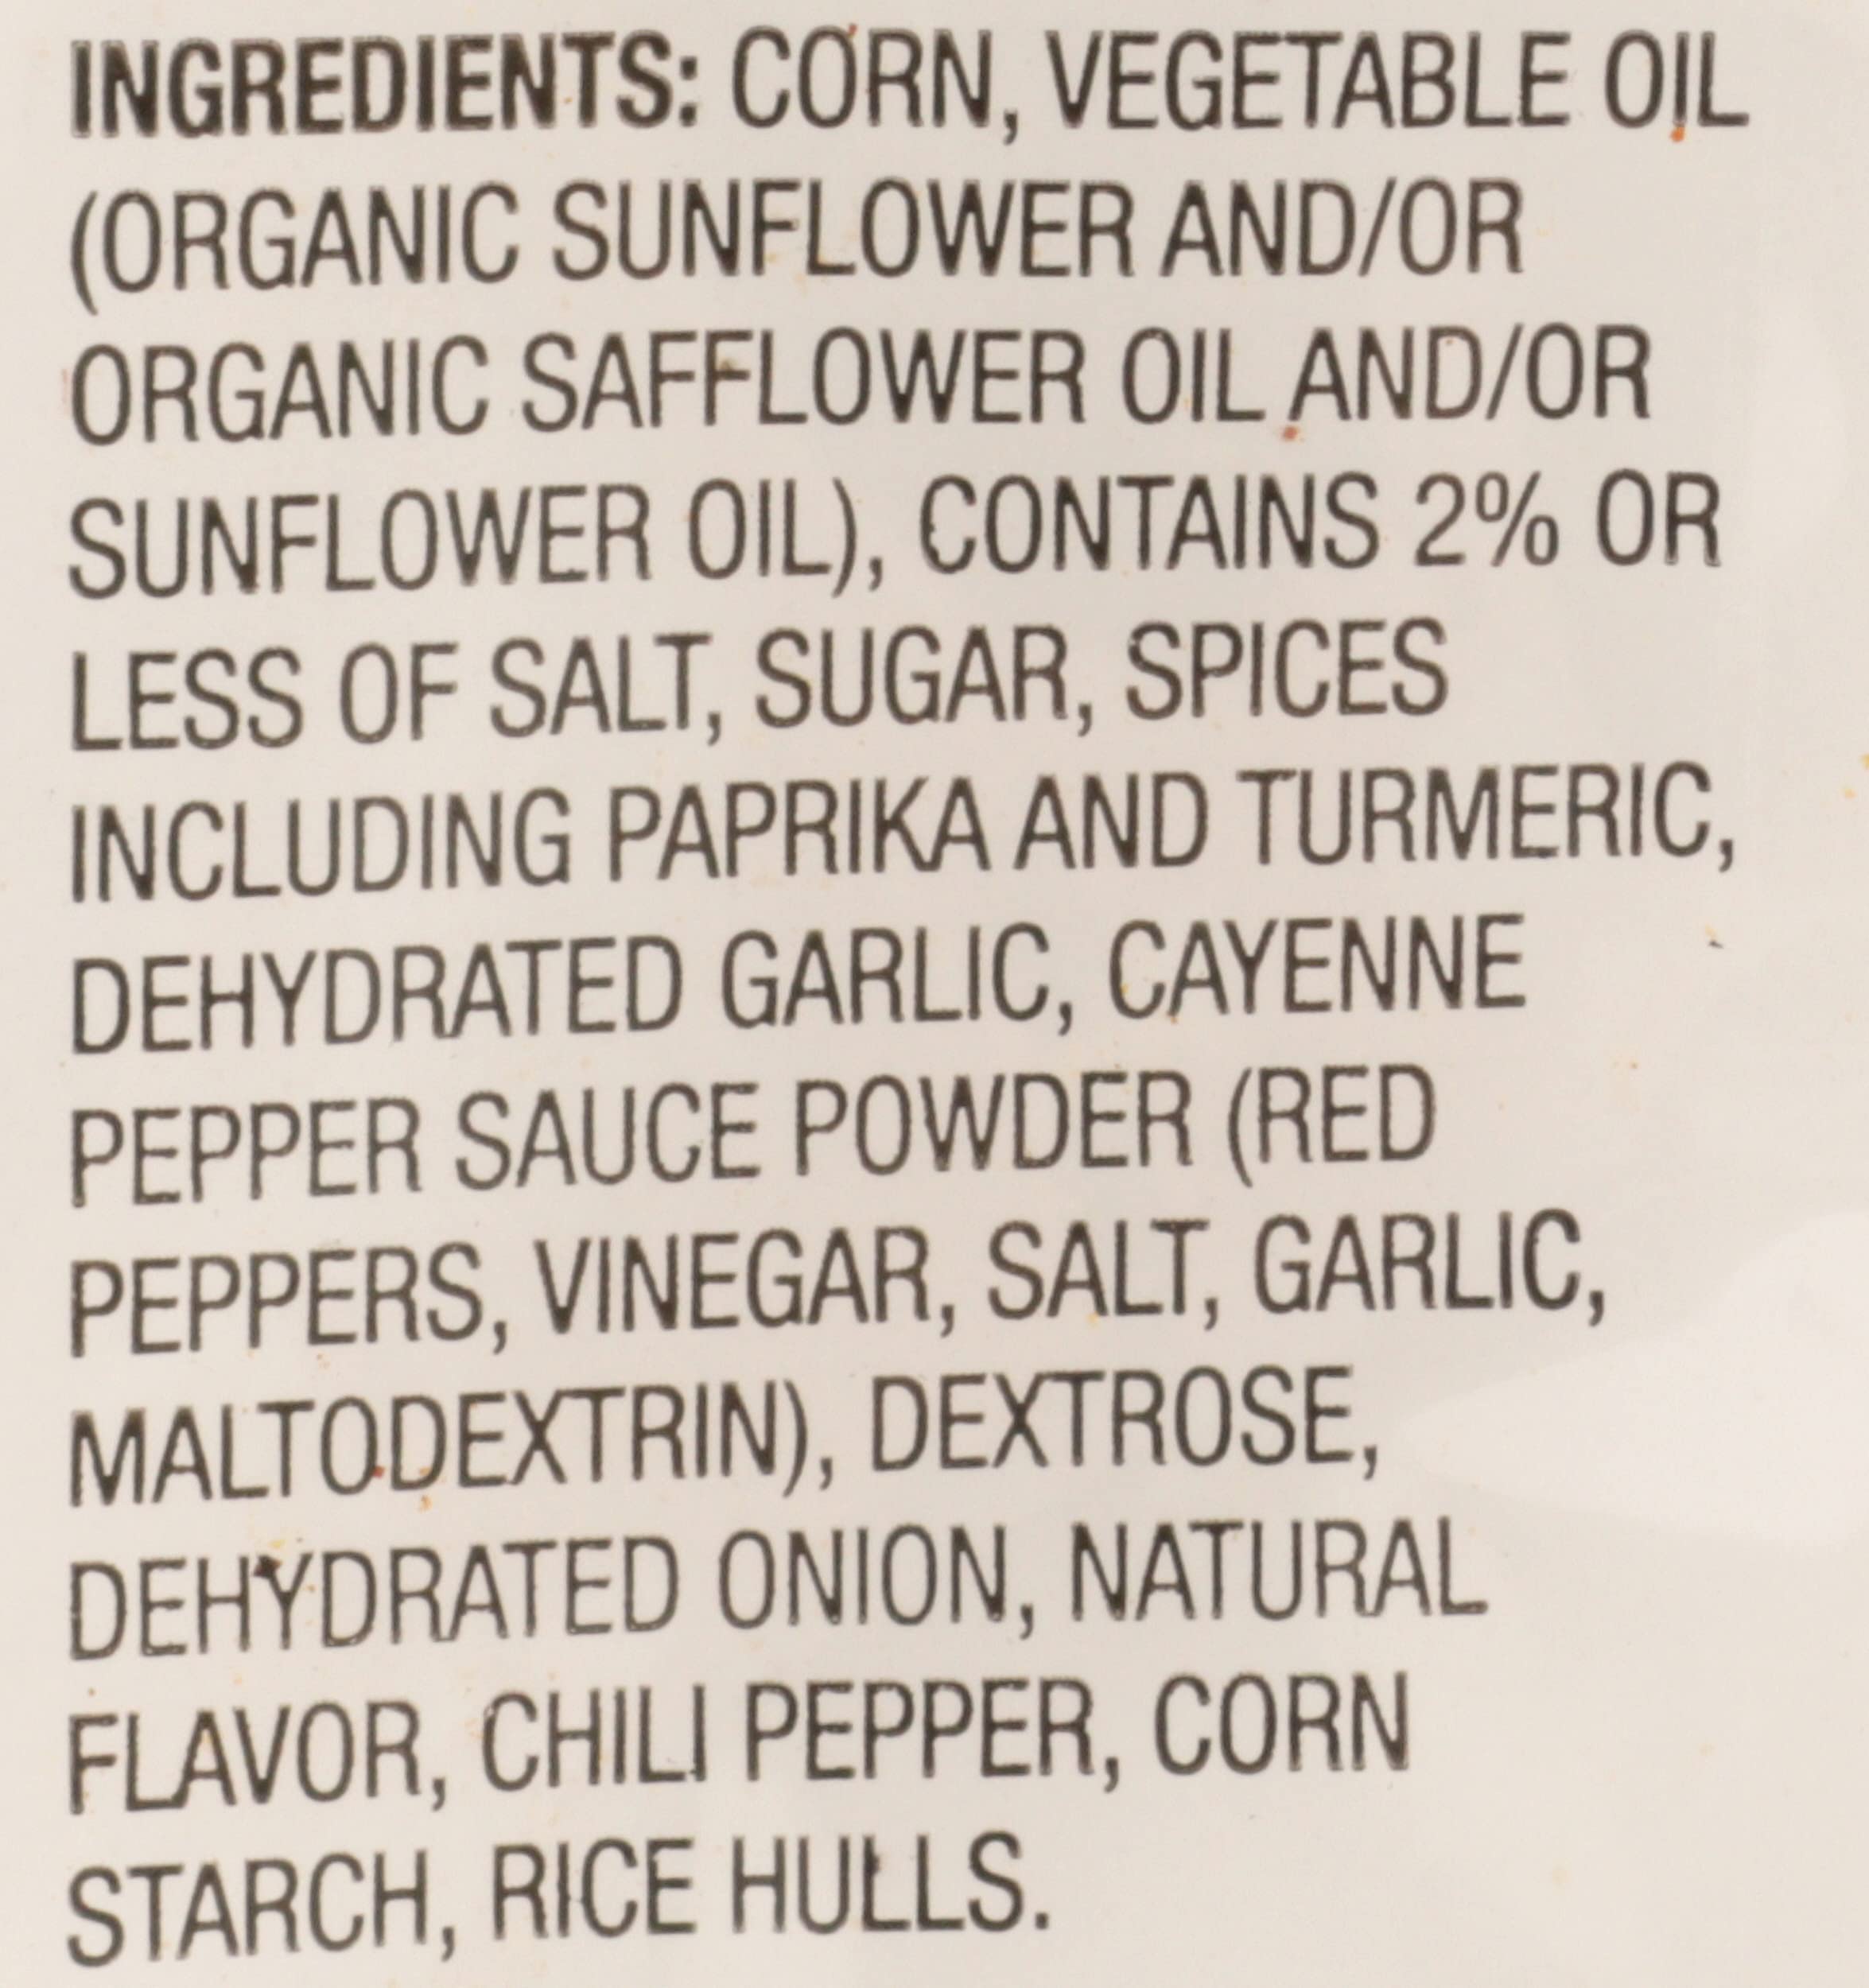 INGREDIENTS: CORN, VEGETABLE OIL
(ORGANIC SUNFLOWER AND/OR
ORGANIC SAFFLOWER OIL AND/OR
SUNFLOWER OIL), CONTAINS 2% OR
LESS OF SALT, SUGAR, SPICES
INCLUDING PAPRIKA AND TURMERIC,
DEHYDRATED GARLIC, CAYENNE
PEPPER SAUCE POWDER (RED
PEPPERS, VINEGAR, SALT, GARLIC,
MALTODEXTRIN), DEXTROSE,
DEHYDRATED ONION, NATURAL
FLAVOR, CHILI PEPPER, CORN
STARCH, RICE HULLS.